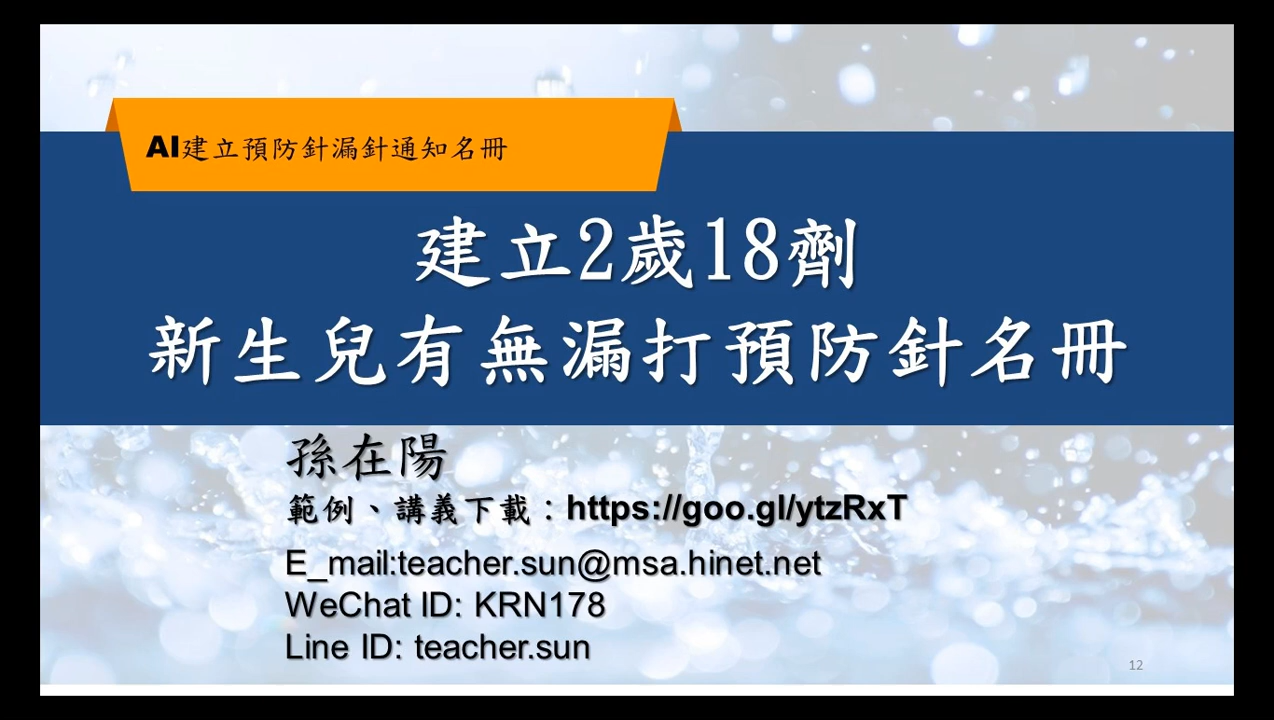 AI建立預防針漏針通知名冊
建立2歲18劑
新生兒有無漏打預防針名冊
孫在陽
範例、講義下載：https://goo.gl/ytzRxT
E_mail:teacher.sun@msa.hinet.net
WeChat ID: KRN178
Line ID: teacher.sun
12